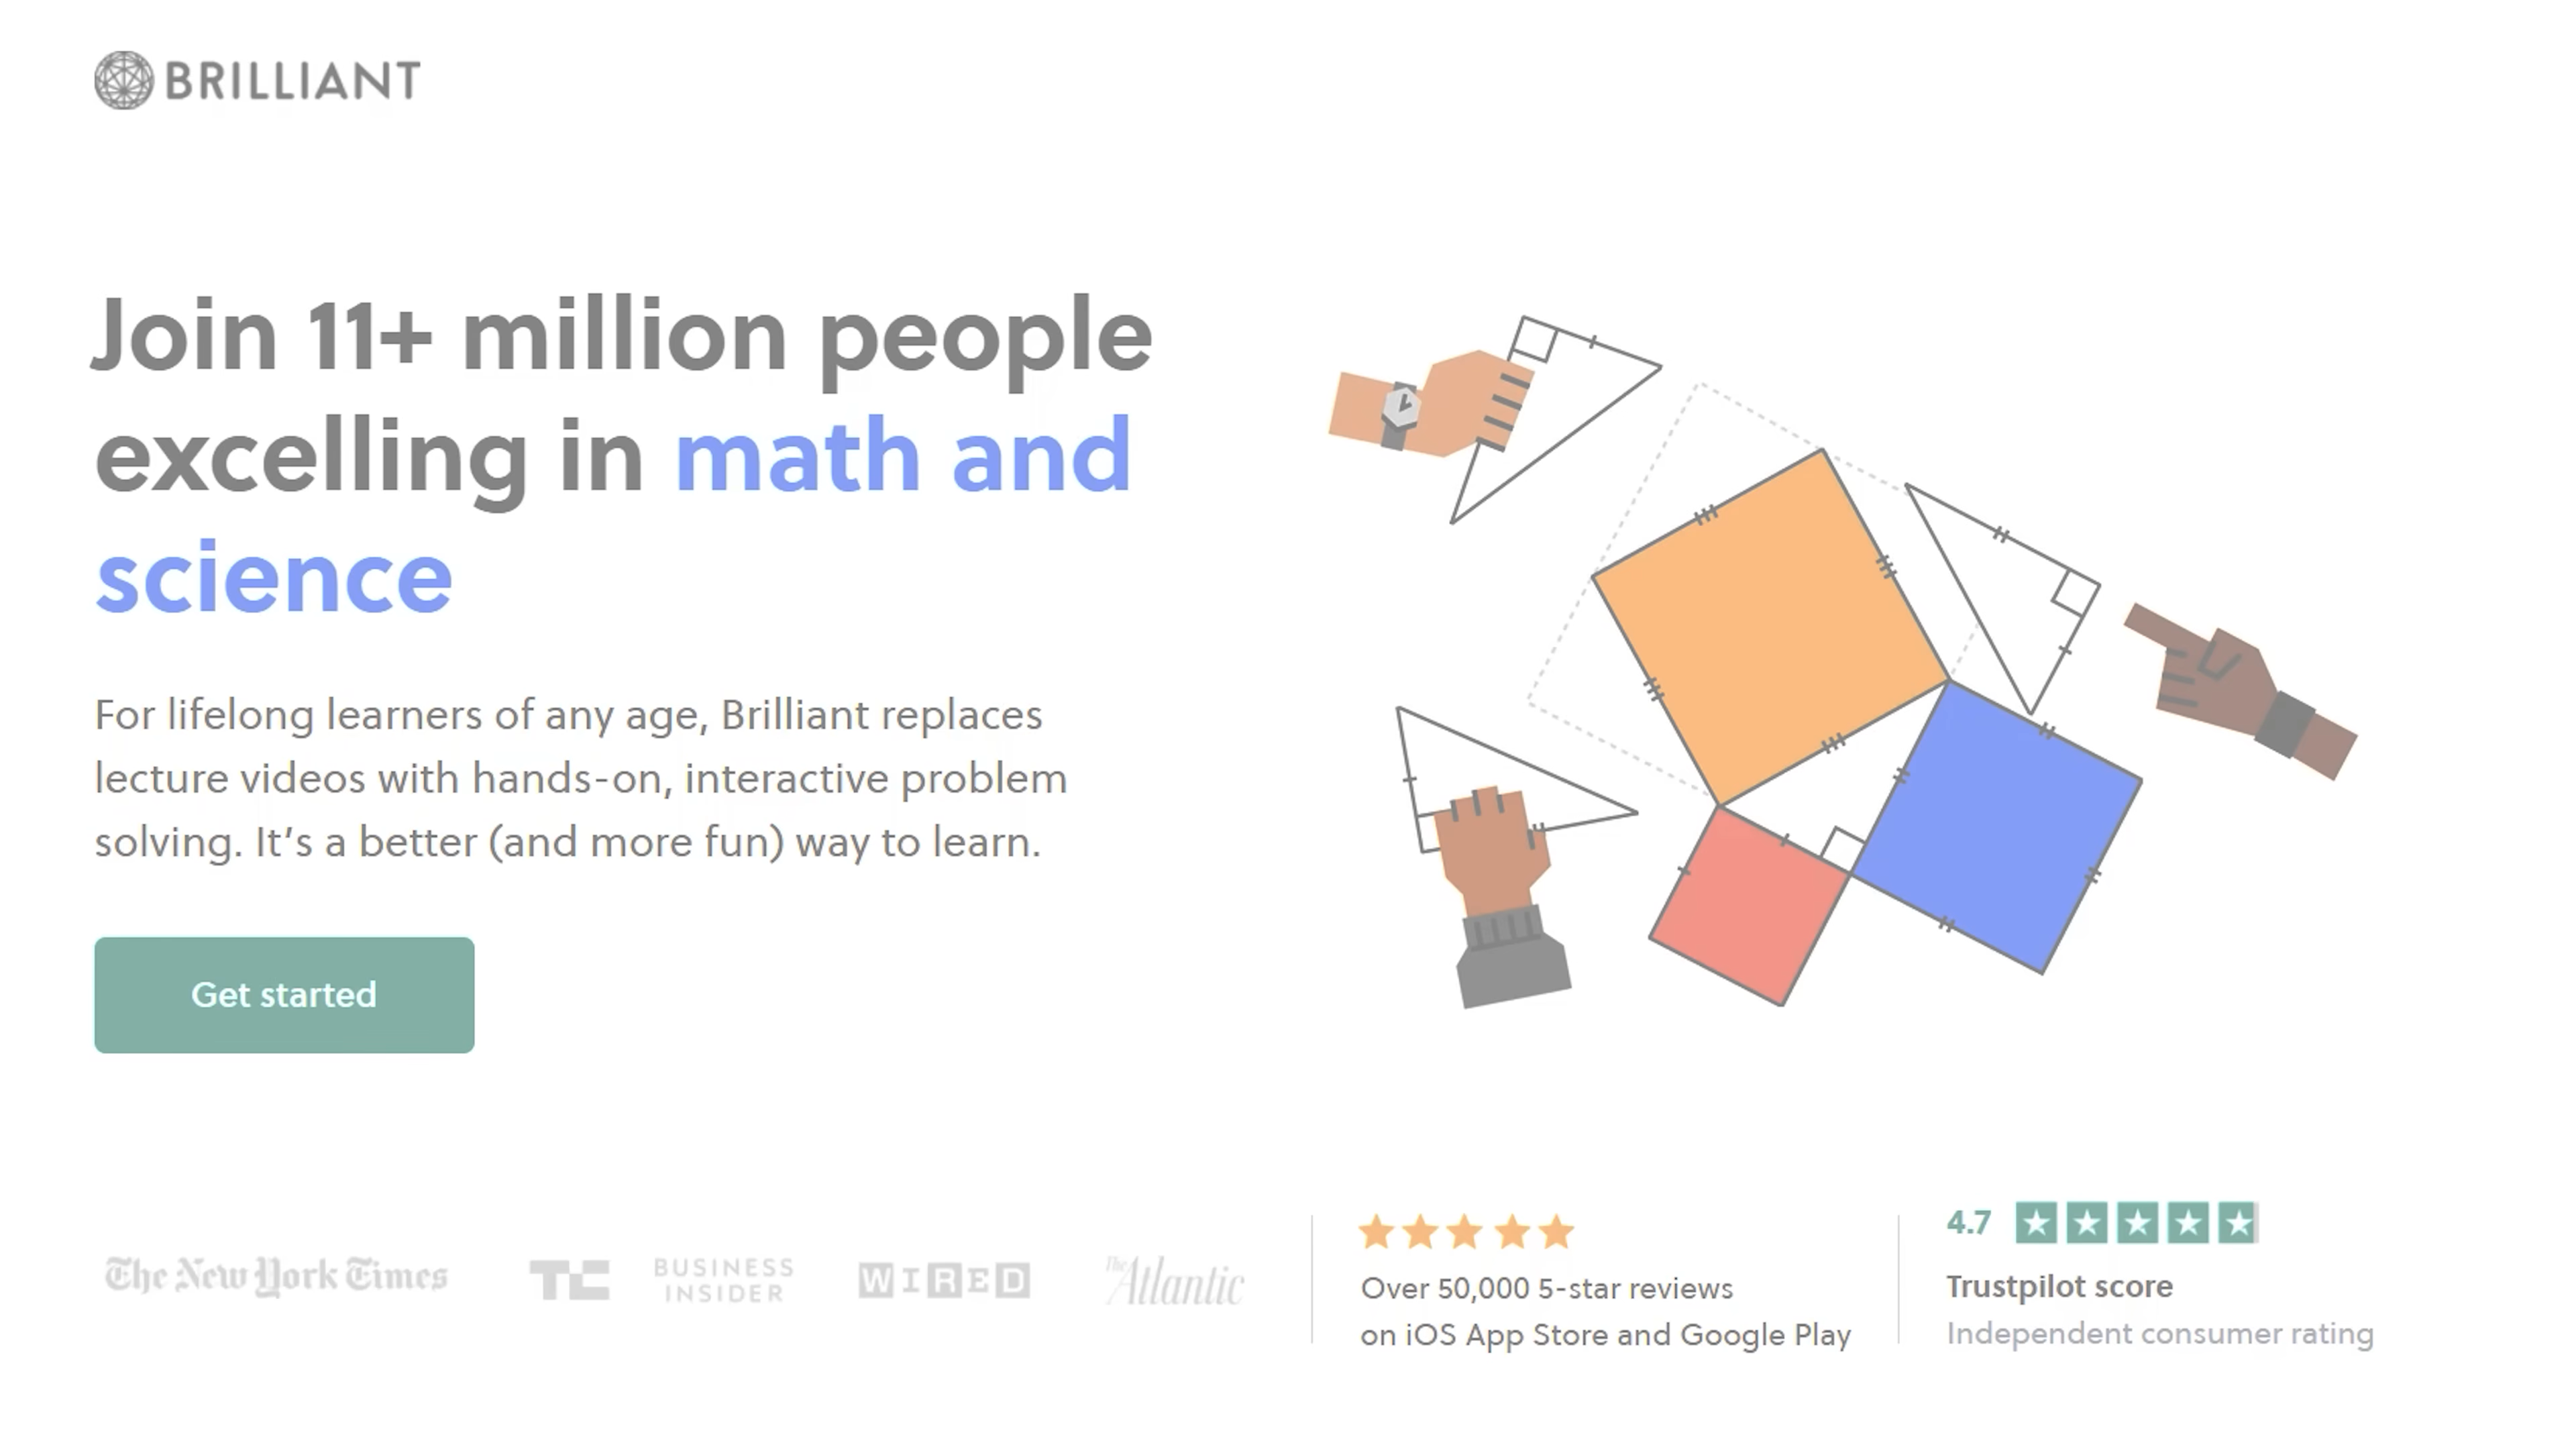 BRILLIANT
Join 11+ million people
excelling in math and
science
For lifelong learners of any age, Brilliant replaces
lecture videos with hands-on, interactive problem
solving. It’s a better (and more fun) way to learn.
Get started
The New York Times
TC
BUSINESS
INSIDER
WIRED
The Atlantic
Over 50,000 5-star reviews
on iOS App Store and Google Play
4.7
Trustpilot score
Independent consumer rating